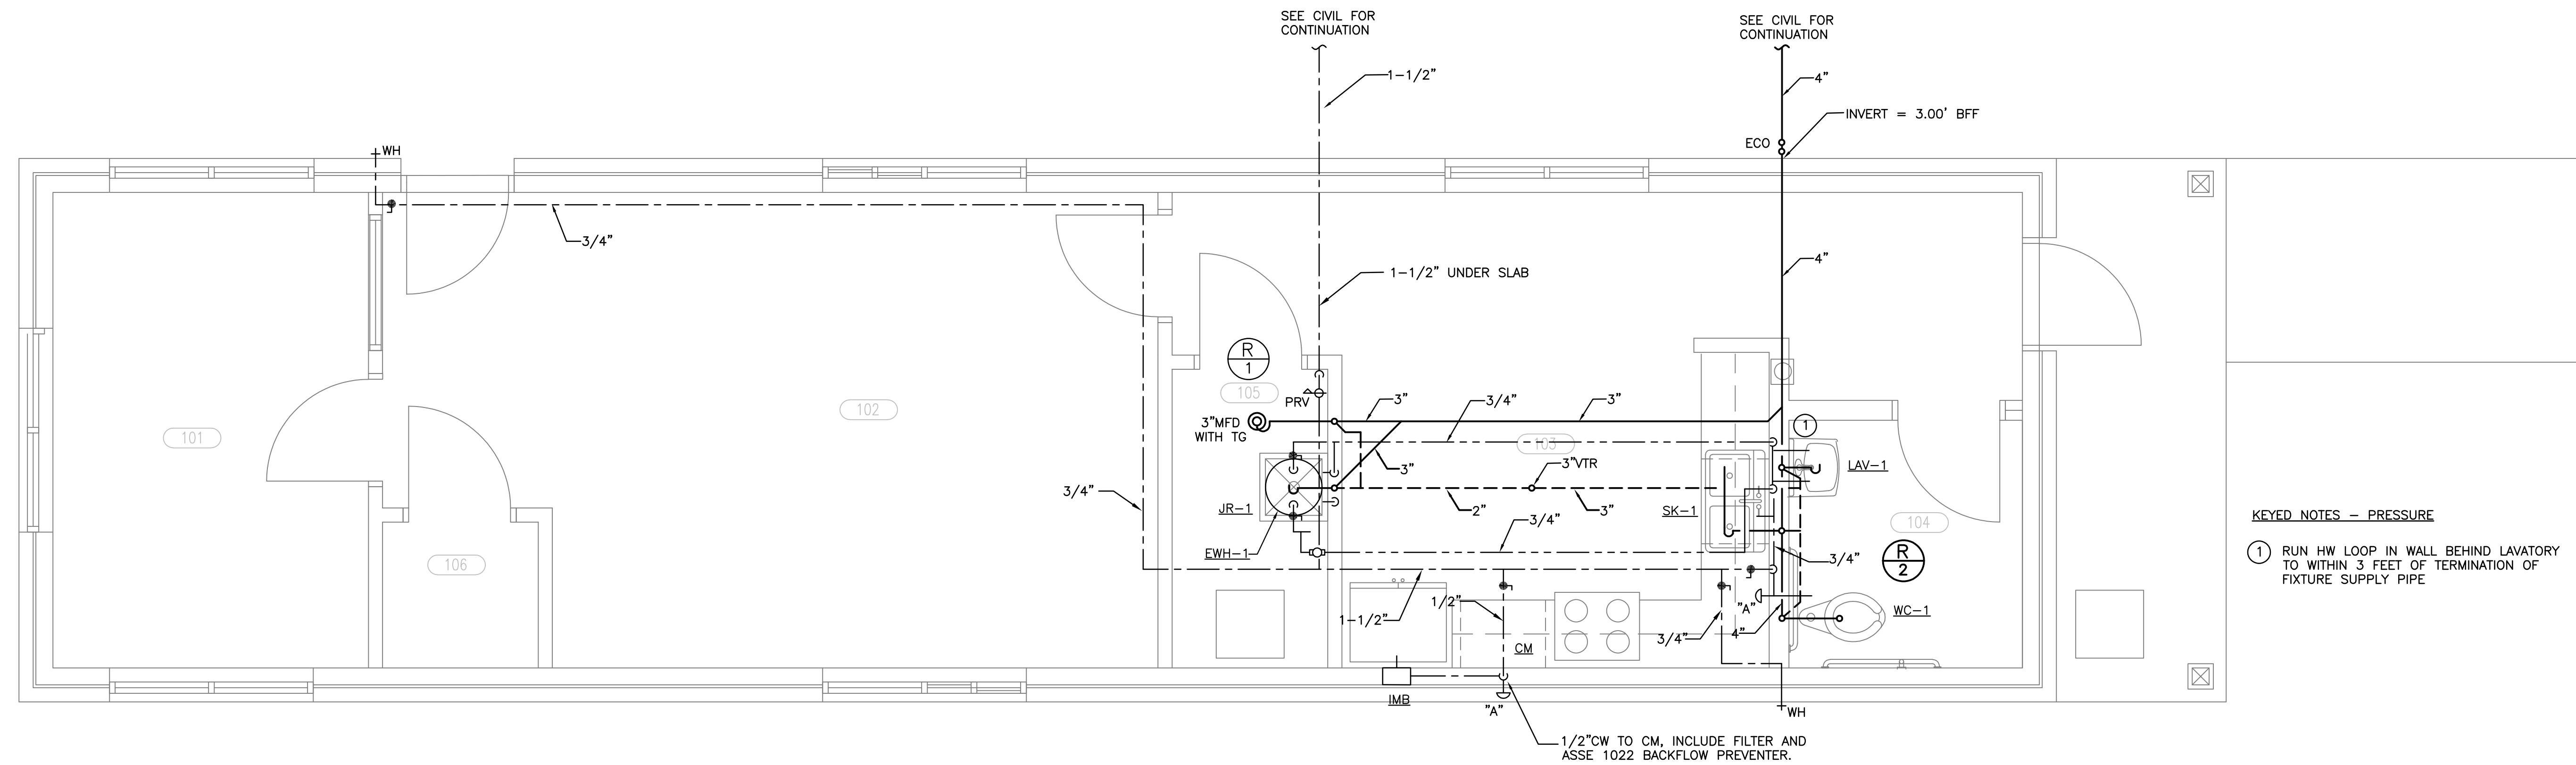 SEE CIVIL FOR
CONTINUATION
SEE CIVIL FOR
CONTINUATION
1-1/2"
4"
INVERT = 3.00' BFF
ECO
WH
3/4"
4"
1-1/2" UNDER SLAB
R
1
105
PRV
3"MFD
WITH TG
3"
3/4"
3"
1
102
101
103
3"
3"VTR
LAV-1
3/4"
JR-1
2"
3"
SK-1
104
3/4"
EWH-1
106
3/4"
R
2
1/2"
1-1/2"
"A"
WC-1
3/4"
4"
CM
IMB
"A"
WH
1/2"CW TO CM, INCLUDE FILTER AND
ASSE 1022 BACKFLOW PREVENTER.
KEYED NOTES – PRESSURE
1 RUN HW LOOP IN WALL BEHIND LAVATORY
TO WITHIN 3 FEET OF TERMINATION OF
FIXTURE SUPPLY PIPE